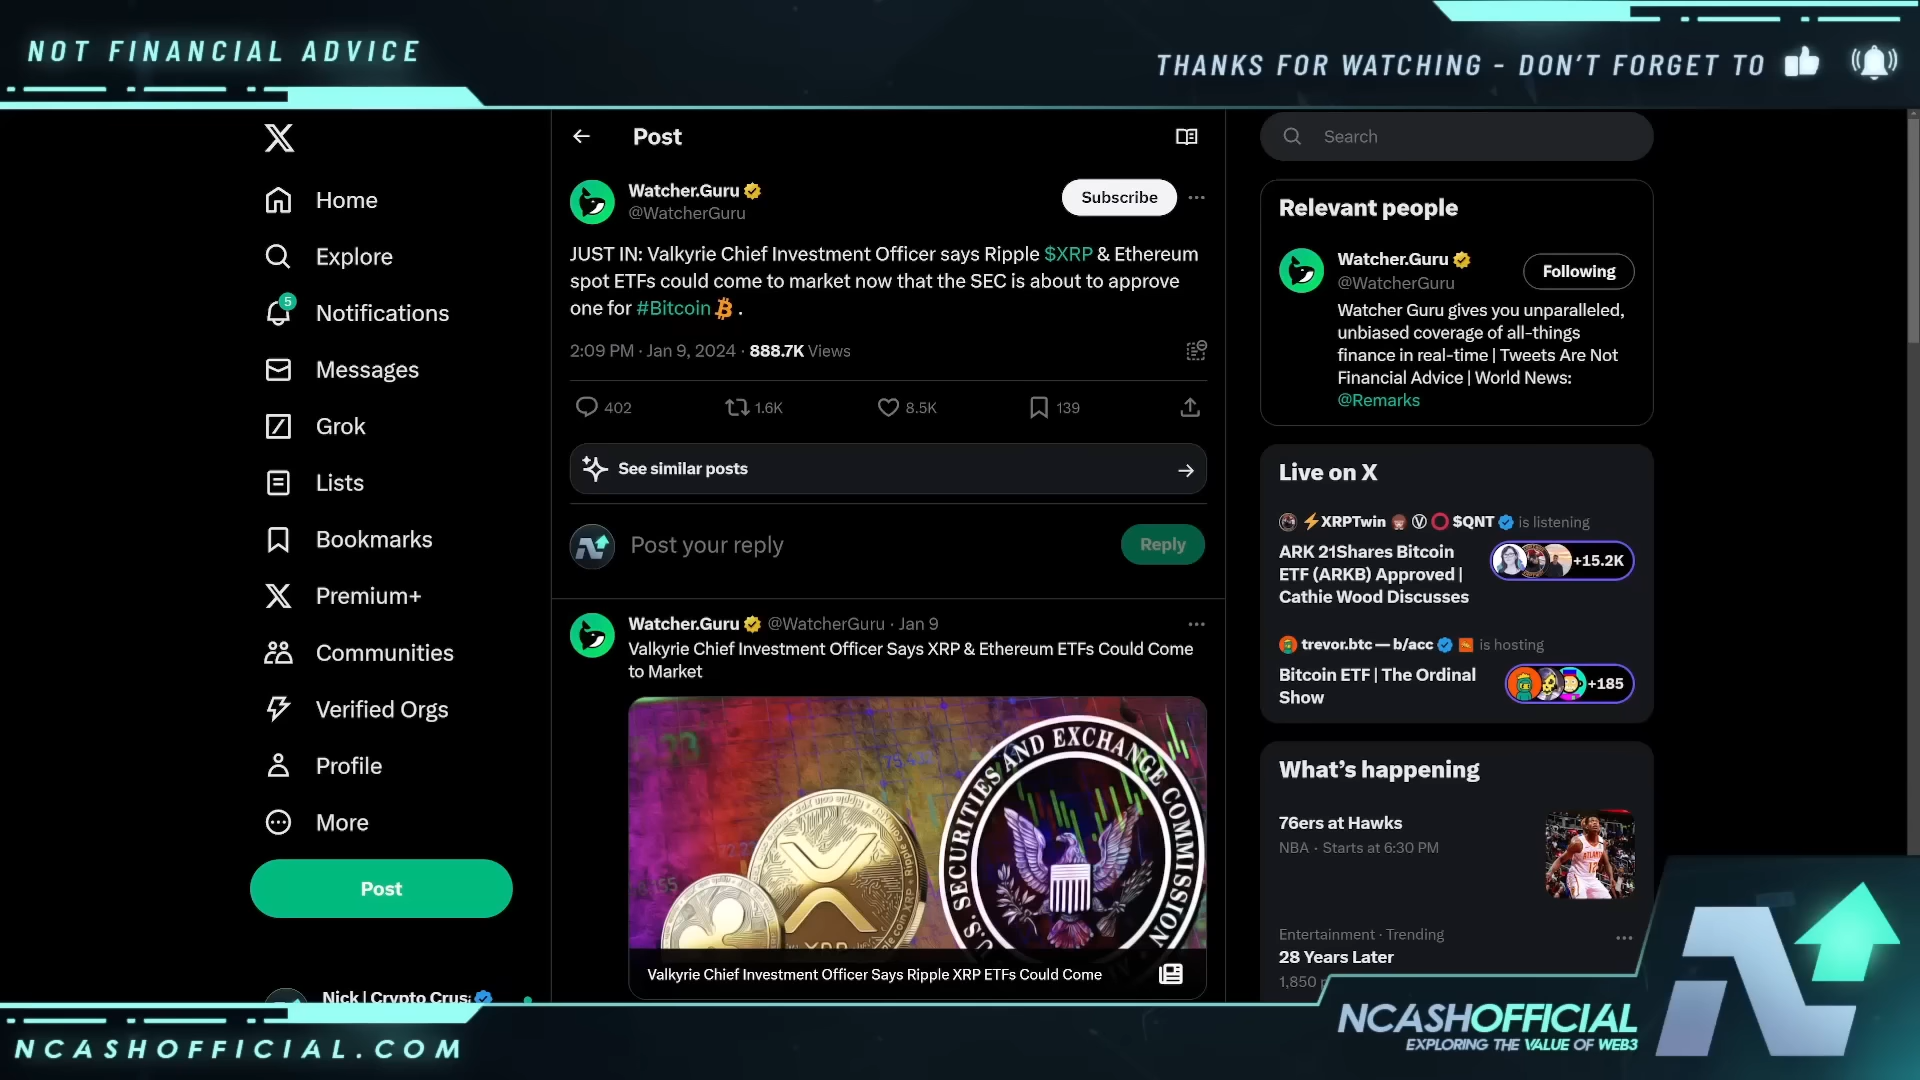 NOT FINANCIAL ADVICE
THANKS FOR WATCHING - DON'T FORGET TO
Home
Explore
5
Notifications
Messages
Grok
Lists
Bookmarks
Premium+
Communities
Verified Orgs
Profile
More
Post
Nick | Crypto Crus
Post
Watcher.Guru
@WatcherGuru
Subscribe
JUST IN: Valkyrie Chief Investment Officer says Ripple $XRP & Ethereum
spot ETFs could come to market now that the SEC is about to approve
one for #Bitcoin .
2:09 PM · Jan 9, 2024 · 888.7K Views
402
1.6K
8.5K
139
See similar posts
Post your reply
Reply
Watcher.Guru @WatcherGuru · Jan 9
Valkyrie Chief Investment Officer Says XRP & Ethereum ETFs Could Come
to Market
U.S. SECURITIES AND EXCHANGE COMMISSION
XRP
Valkyrie Chief Investment Officer Says Ripple XRP ETFs Could Come
Search
Relevant people
Watcher.Guru
@WatcherGuru
Following
Watcher Guru gives you unparalleled,
unbiased coverage of all-things
finance in real-time | Tweets Are Not
Financial Advice | World News:
@Remarks
Live on X
XRPTwin $QNT is listening
ARK 21Shares Bitcoin
ETF (ARKB) Approved |
Cathie Wood Discusses
+15.2K
trevor.btc — b/acc is hosting
Bitcoin ETF | The Ordinal
Show
+185
What's happening
76ers at Hawks
NBA · Starts at 6:30 PM
Entertainment · Trending
28 Years Later
1,850
NCASHOFFICIAL.COM
NCASHOFFICIAL
EXPLORING THE VALUE OF WEB3